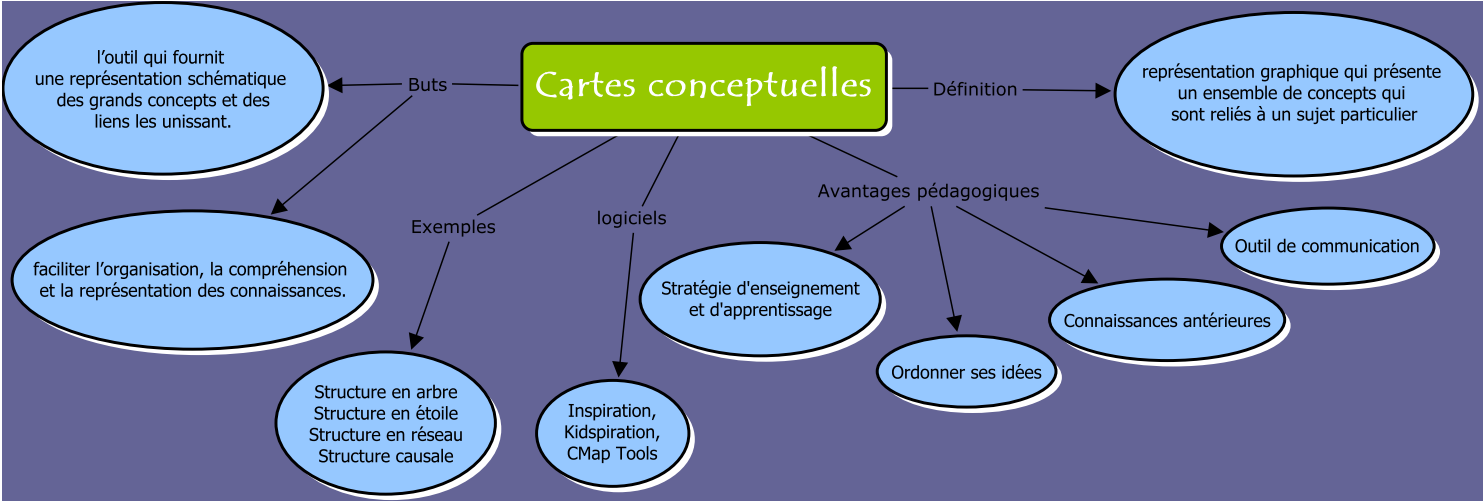 Cartes conceptuelles
Buts
l’outil qui fournit
une représentation schématique
des grands concepts et des
liens les unissant.
faciliter l’organisation, la compréhension
et la représentation des connaissances.
Exemples
Structure en arbre
Structure en étoile
Structure en réseau
Structure causale
logiciels
Inspiration,
Kidspiration,
CMap Tools
Avantages pédagogiques
Stratégie d'enseignement
et d'apprentissage
Ordonner ses idées
Connaissances antérieures
Outil de communication
Définition
représentation graphique qui présente
un ensemble de concepts qui
sont reliés à un sujet particulier